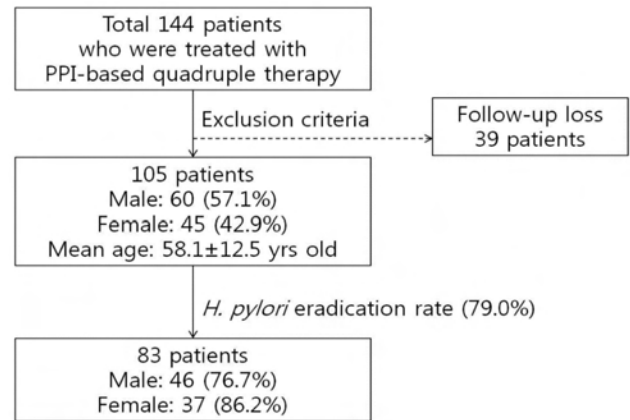 Total 144 patients
who were treated with
PPI-based quadruple therapy
Exclusion criteria
Follow-up loss
39 patients
105 patients
Male: 60 (57.1%)
Female: 45 (42.9%)
Mean age: 58.1±12.5 yrs old
H. pylori eradication rate (79.0%)
83 patients
Male: 46 (76.7%)
Female: 37 (86.2%)